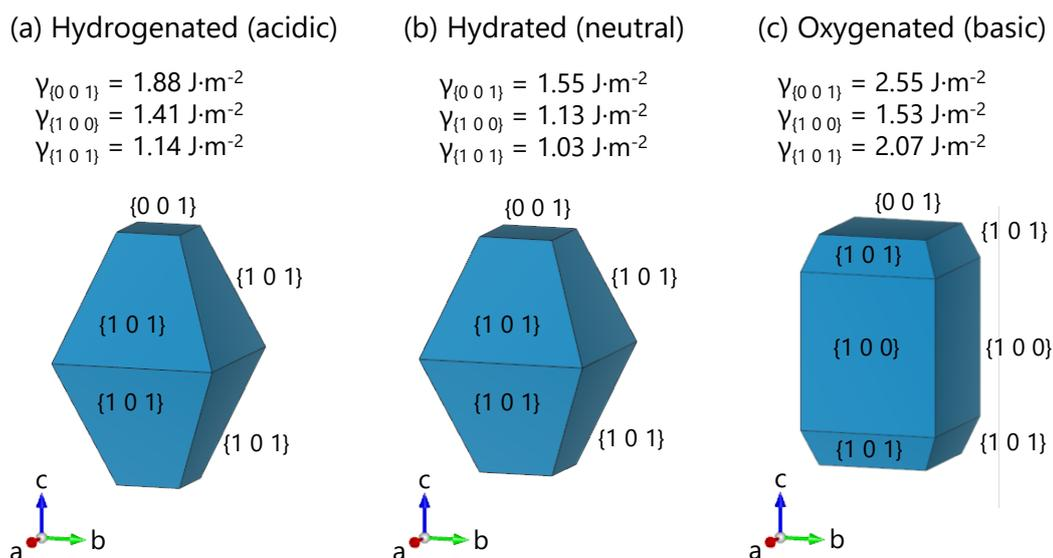 (a) Hydrogenated (acidic)
γ{0 0 1} = 1.88 J·m-2
γ{1 0 0} = 1.41 J·m-2
γ{1 0 1} = 1.14 J·m-2
{0 0 1}
{1 0 1}
{1 0 1}
{1 0 1}
{1 0 1}
c
b
a
(b) Hydrated (neutral)
γ{0 0 1} = 1.55 J·m-2
γ{1 0 0} = 1.13 J·m-2
γ{1 0 1} = 1.03 J·m-2
{0 0 1}
{1 0 1}
{1 0 1}
{1 0 1}
{1 0 1}
c
b
a
(c) Oxygenated (basic)
γ{0 0 1} = 2.55 J·m-2
γ{1 0 0} = 1.53 J·m-2
γ{1 0 1} = 2.07 J·m-2
{0 0 1}
{1 0 1}
{1 0 1}
{1 0 0}
{1 0 0}
{1 0 1}
{1 0 1}
c
b
a